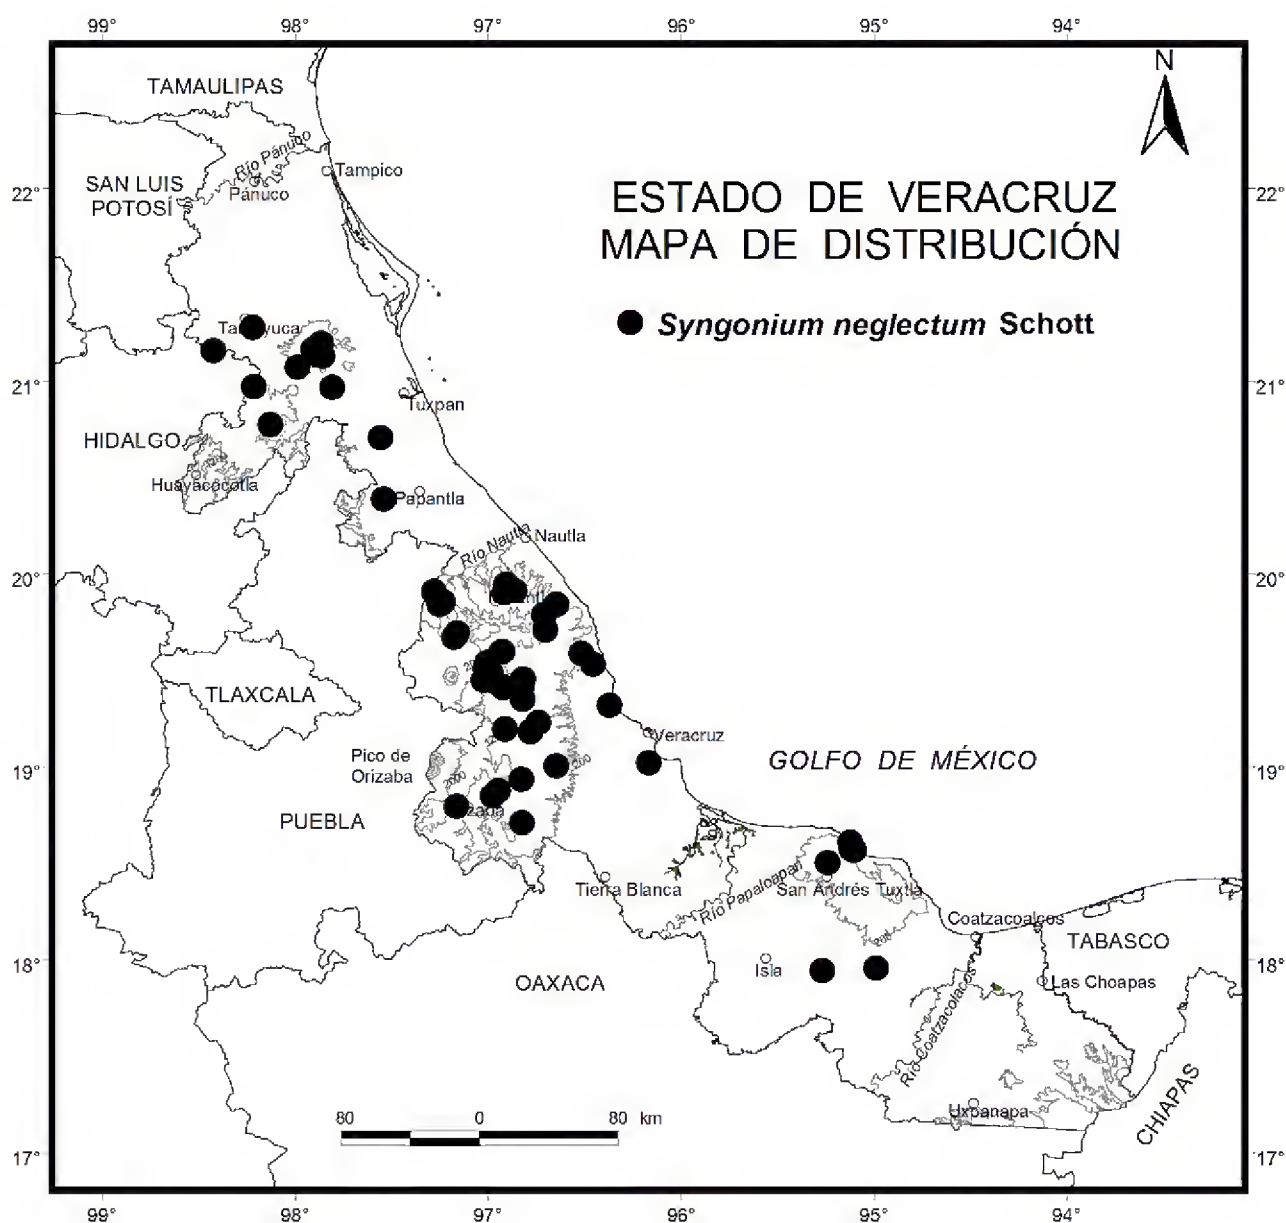 99° 98° 97° 96° 95° 94°
N
TAMAULIPAS
Río Pánuco
Tampico
SAN LUIS
POTOSÍ
Pánuco
22° 22°
ESTADO DE VERACRUZ
MAPA DE DISTRIBUCIÓN
Syngonium neglectum Schott
21° 21°
Tuxpan
HIDALGO
Huayacocotla
Papantla
Río Nautla
Nautla
20° 20°
TLAXCALA
Veracruz
Pico de
Orizaba
GOLFO DE MÉXICO
19° 19°
200
2000
PUEBLA
Tierra Blanca
Río Papaloapan
San Andrés Tuxtla
Coatzacoalcos
200
TABASCO
18° 18°
OAXACA
Isla
Las Choapas
Río Coatzacoalcos
Uxpanapa
CHIAPAS
80 0 80 km
17° 17°
99° 98° 97° 96° 95° 94°